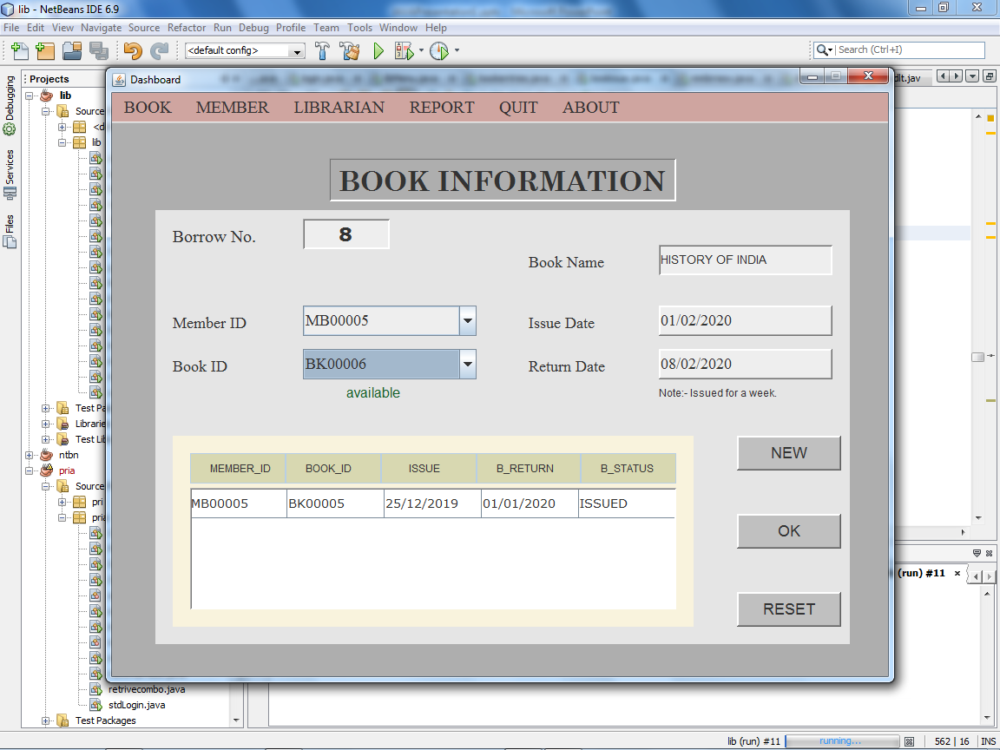 lib - NetBeans IDE 6.9
File Edit View Navigate Source Refactor Run Debug Profile Team Tools Window Help
<default config>
Search (Ctrl+I)
Debugging
Services
Files
Projects
lib
Source
<d
lib
Test Pa
Librarie
Test Lib
ntbn
pria
Source
pri
pria
retrivecombo.java
stdLogin.java
Test Packages
dlt.jav
Dashboard
BOOK MEMBER LIBRARIAN REPORT QUIT ABOUT
BOOK INFORMATION
Borrow No. 8
Book Name HISTORY OF INDIA
Member ID MB00005 Issue Date 01/02/2020
Book ID BK00006 Return Date 08/02/2020
available Note:- Issued for a week.
MEMBER_ID BOOK_ID ISSUE B_RETURN B_STATUS
MB00005 BK00005 25/12/2019 01/01/2020 ISSUED
NEW
OK
RESET
(run) #11
lib (run) #11 running... 562 | 16 INS